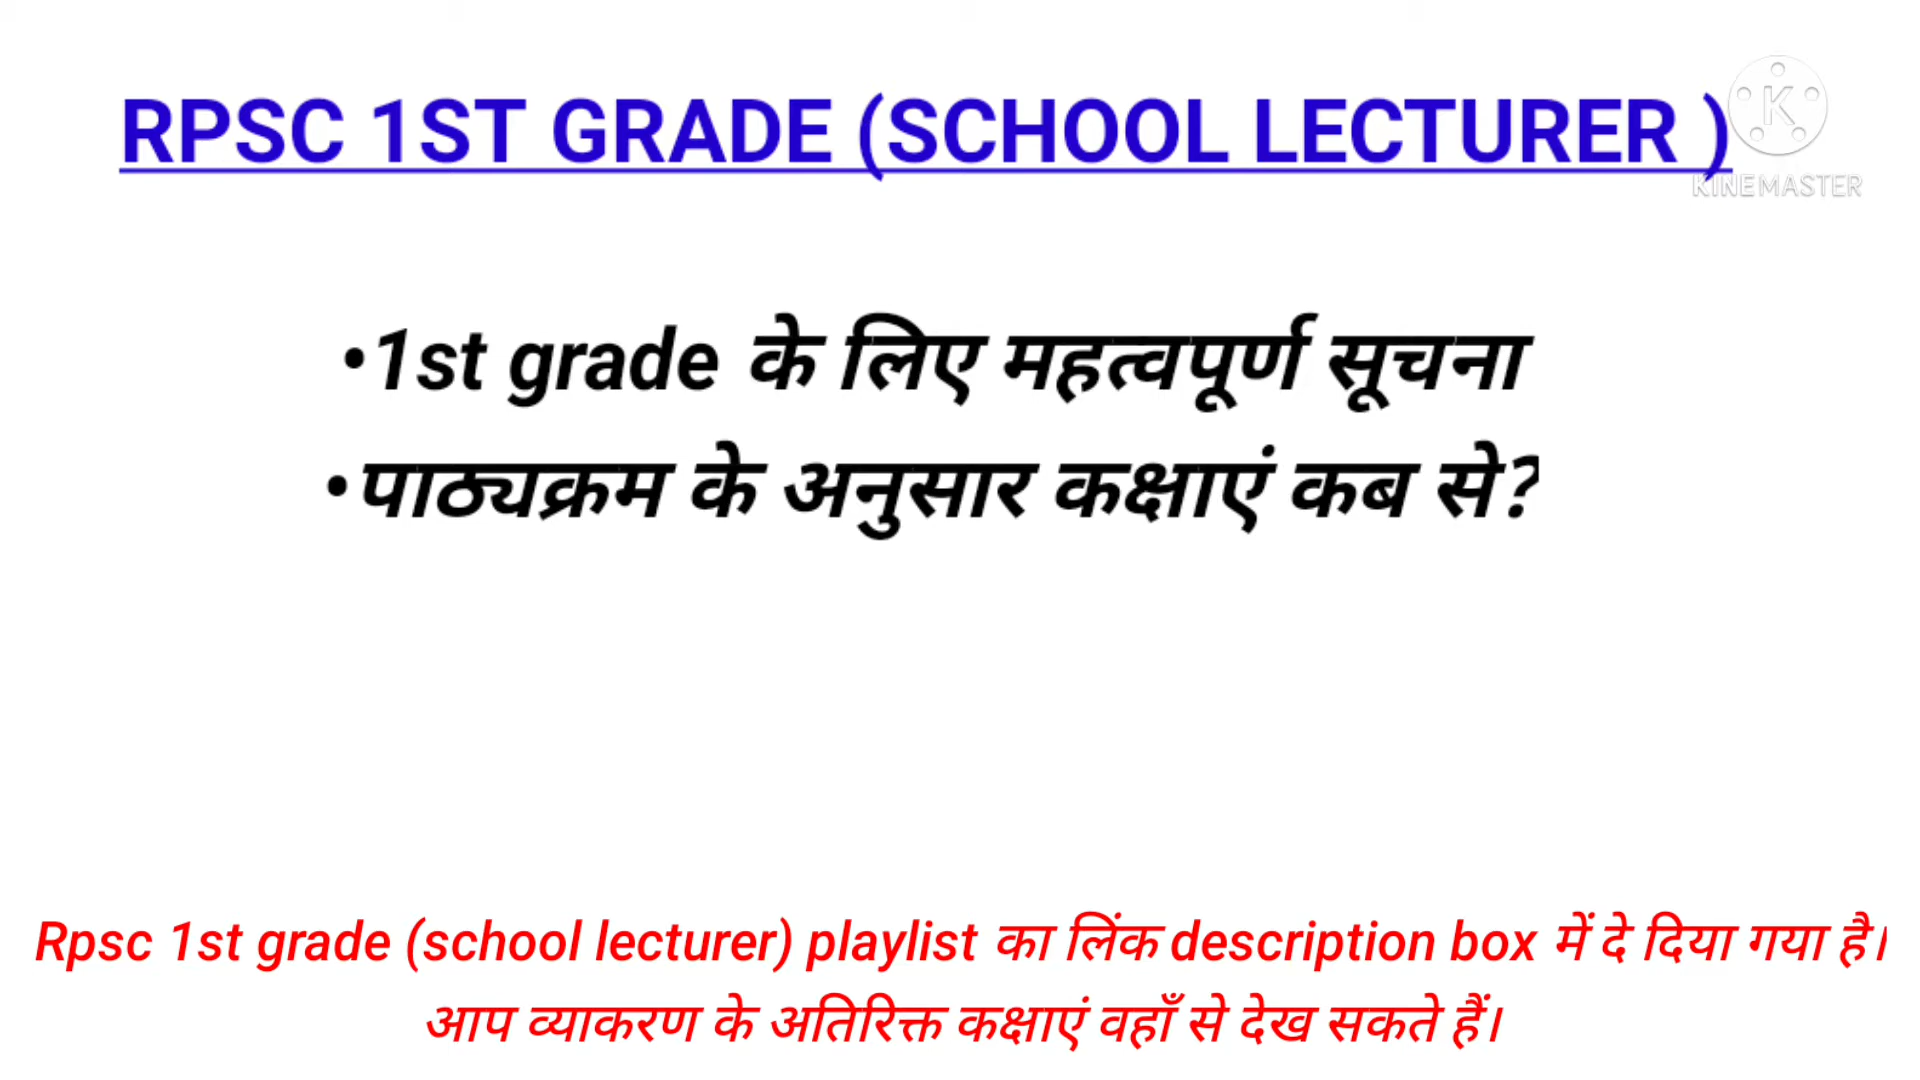 RPSC 1ST GRADE (SCHOOL LECTURER )
K
KINEMASTER
•1st grade के लिए महत्वपूर्ण सूचना
•पाठ्यक्रम के अनुसार कक्षाएं कब से?
Rpsc 1st grade (school lecturer) playlist का लिंक description box में दे दिया गया है।
आप व्याकरण के अतिरिक्त कक्षाएं वहाँ से देख सकते हैं।